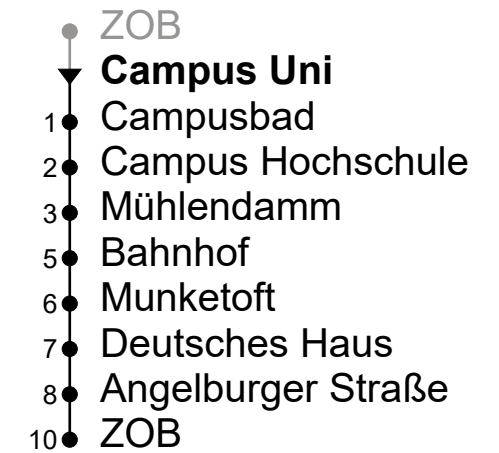 ZOB
Campus Uni
1 Campusbad
2 Campus Hochschule
3 Mühlendamm
5 Bahnhof
6 Munketoft
7 Deutsches Haus
8 Angelburger Straße
10 ZOB